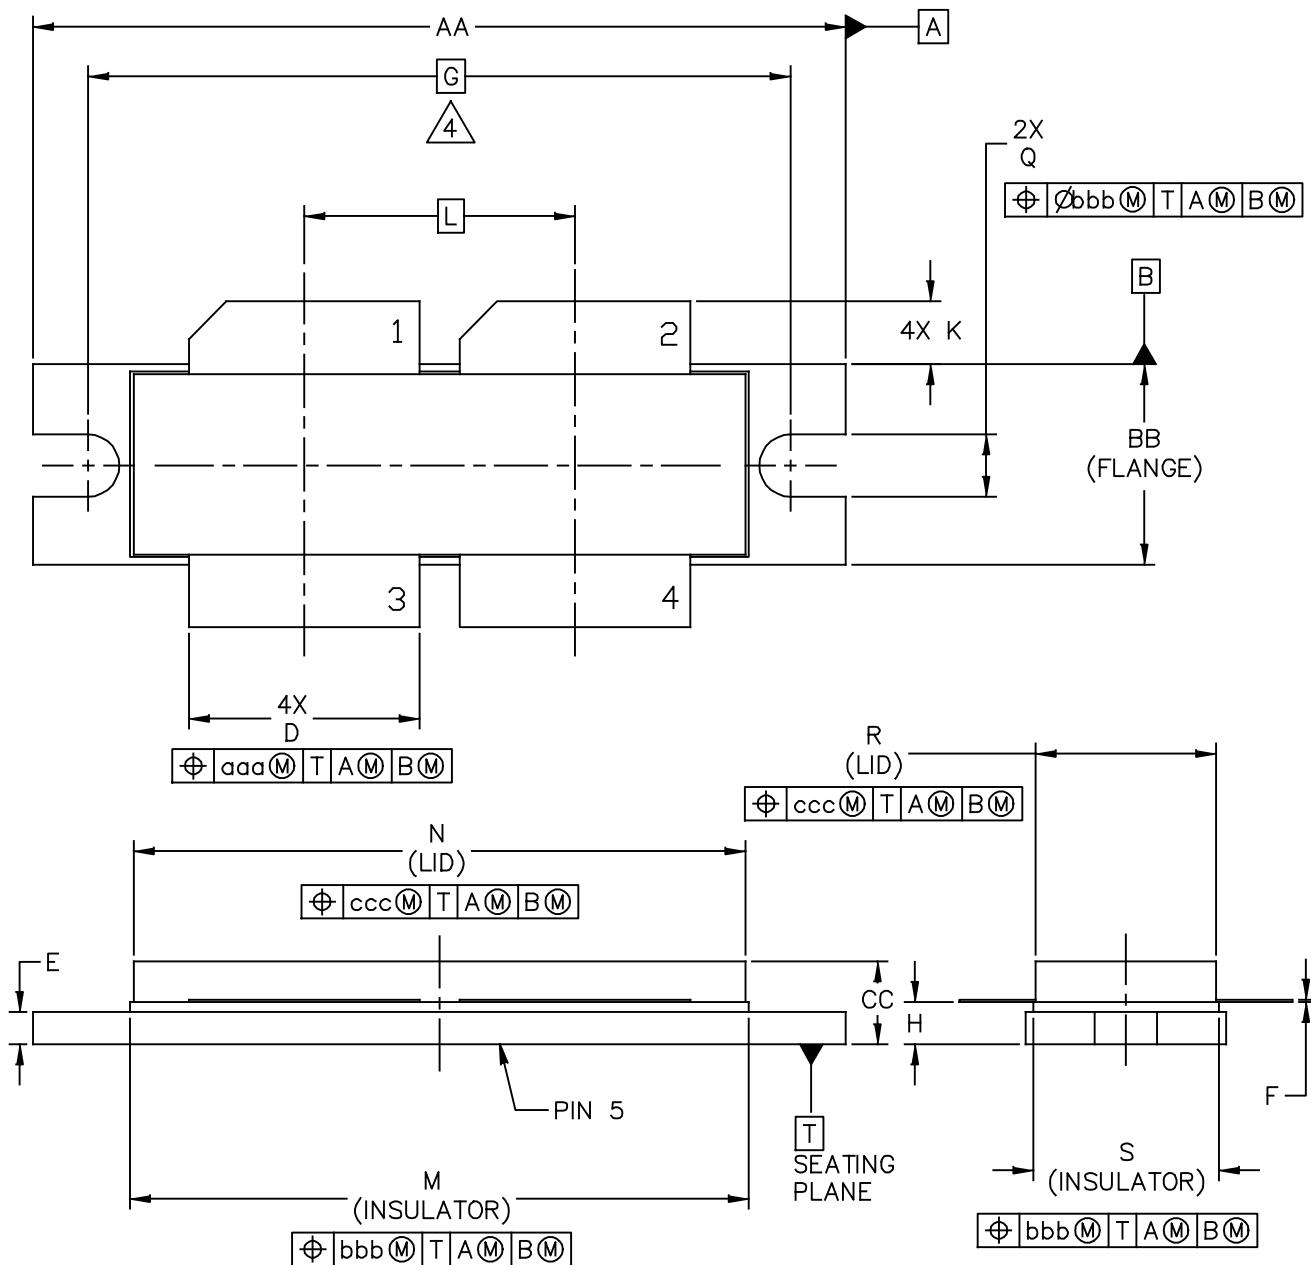 AA
A
G
4
2X
Q
⌖ Øbbb Ⓜ T A Ⓜ B Ⓜ
L
B
1
2
4X K
BB
(FLANGE)
3
4
4X
D
⌖ aaa Ⓜ T A Ⓜ B Ⓜ
R
(LID)
⌖ ccc Ⓜ T A Ⓜ B Ⓜ
N
(LID)
⌖ ccc Ⓜ T A Ⓜ B Ⓜ
E
CC
H
F
PIN 5
T
SEATING
PLANE
M
(INSULATOR)
⌖ bbb Ⓜ T A Ⓜ B Ⓜ
S
(INSULATOR)
⌖ bbb Ⓜ T A Ⓜ B Ⓜ